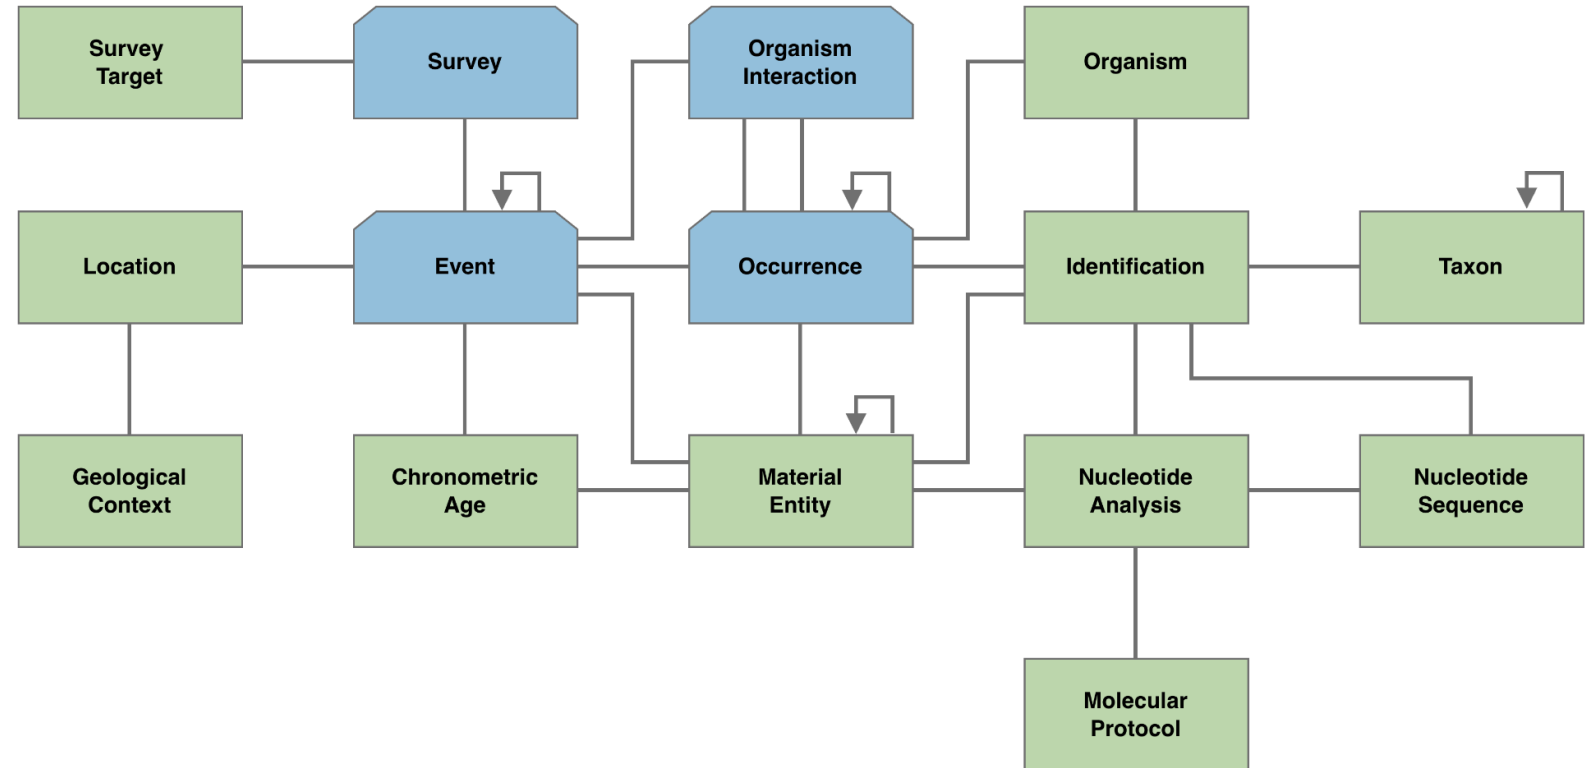 Survey
Target
Survey
Organism
Interaction
Organism
Location
Event
Occurrence
Identification
Taxon
Geological
Context
Chronometric
Age
Material
Entity
Nucleotide
Analysis
Nucleotide
Sequence
Molecular
Protocol